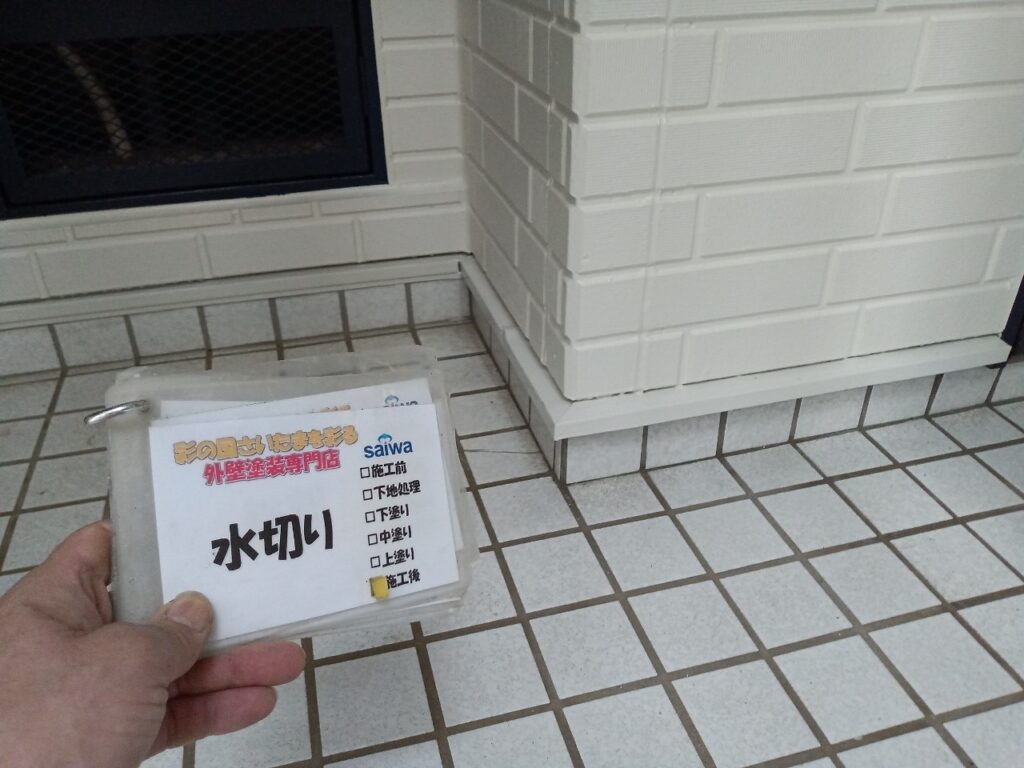 彩の国さいたまを彩る
外壁塗装専門店
水切り
saiwa
□施工前
□下地処理
□下塗り
□中塗り
□上塗り
施工後
saiwa